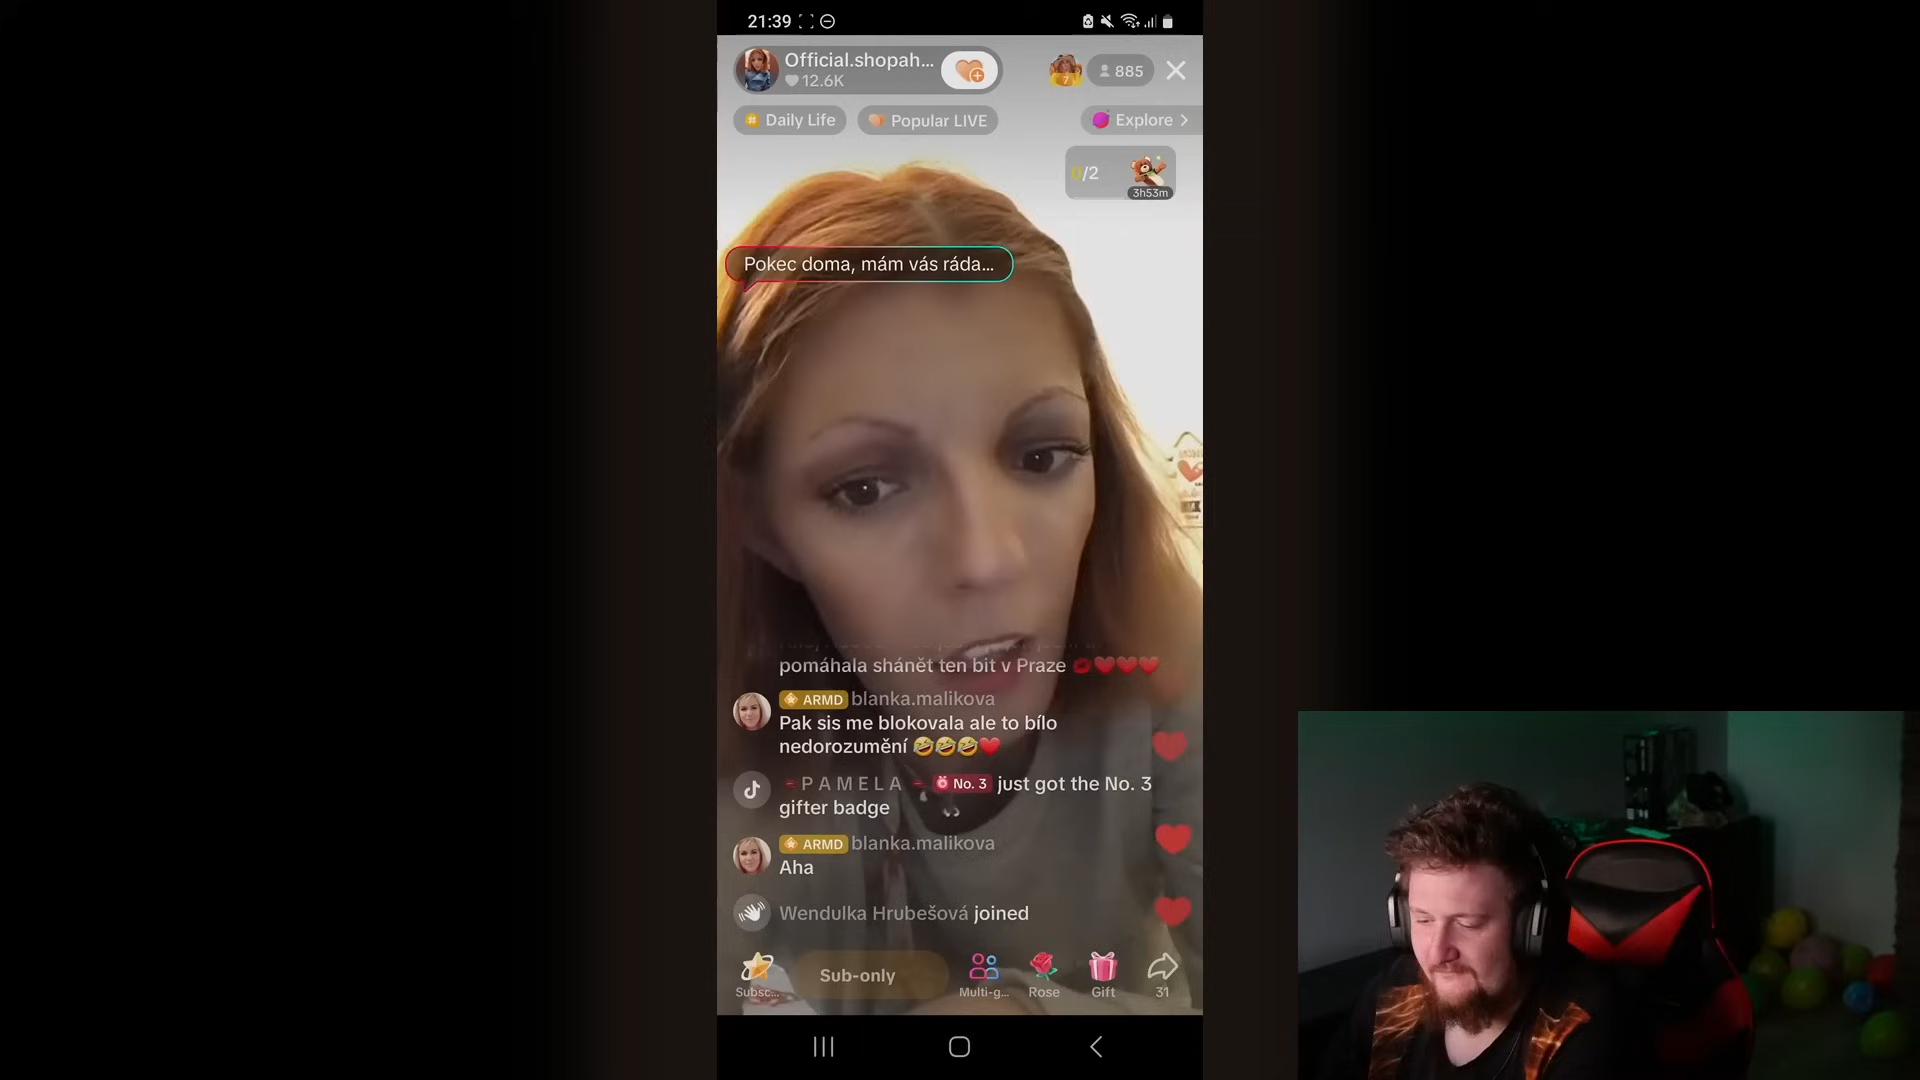 21:39
Official.shopah...
12.6K
7
885
Daily Life
Popular LIVE
Explore
0/2
3h53m
Pokec doma, mám vás ráda...
pomáhala shánět ten bit v Praze 💋❤️❤️❤️
ARMD blanka.malikova
Pak sis me blokovala ale to bílo
nedorozumění 🤣🤣🤣❤️
P A M E L A No. 3 just got the No. 3
gifter badge
ARMD blanka.malikova
Aha
Wendulka Hrubešová joined
Sub-only
Subsc...
Multi-g...
Rose
Gift
31